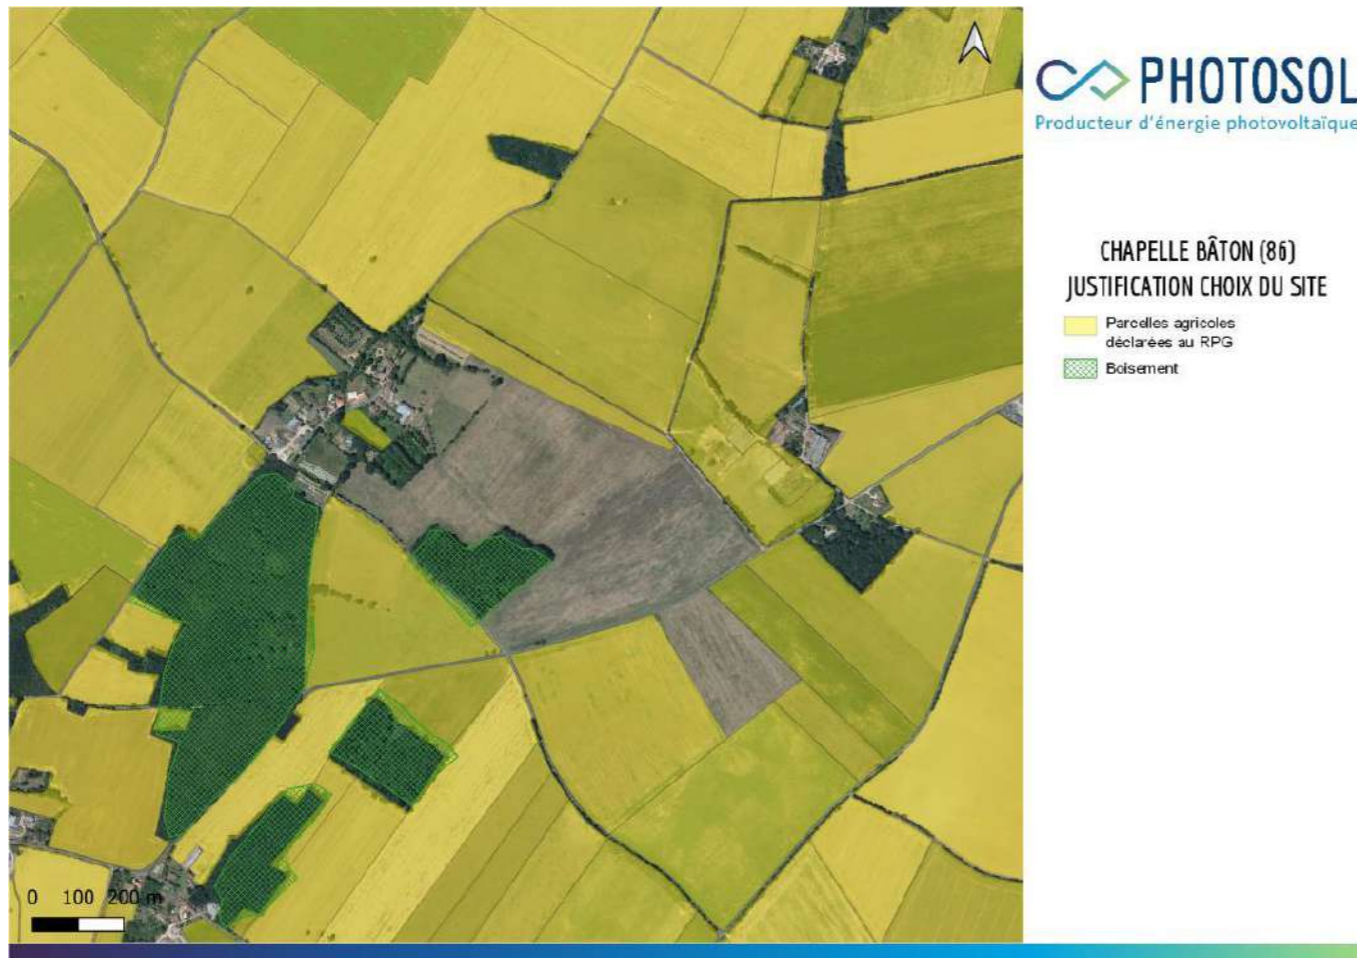 PHOTOSOL
Producteur d'énergie photovoltaïque
CHAPELLE BÂTON (86)
JUSTIFICATION CHOIX DU SITE
Parcelles agricoles
déclarées au RPG
Boisement
0 100 200 m